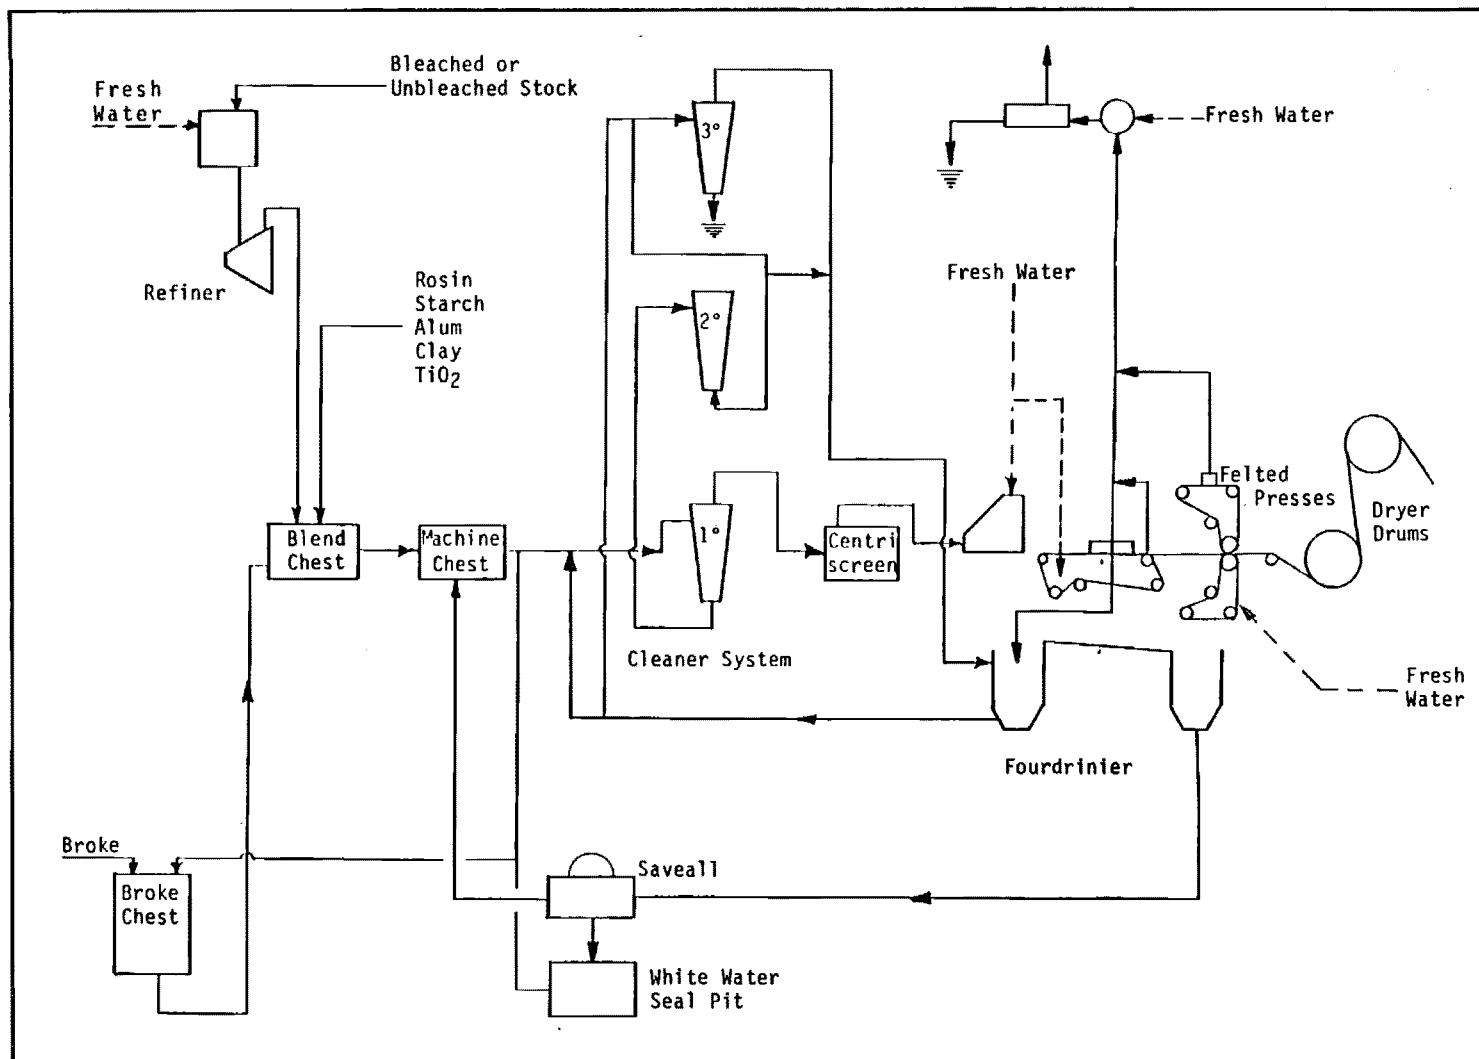 Bleached or
Unbleached Stock
Fresh
Water
3°
Fresh Water
Refiner
Rosin
Starch
Alum
Clay
TiO2
2°
Fresh Water
Felted
Presses
Dryer
Drums
Blend
Chest
Machine
Chest
1°
Centri
screen
Cleaner System
Fresh
Water
Fourdrinier
Broke
Broke
Chest
Saveall
White Water
Seal Pit